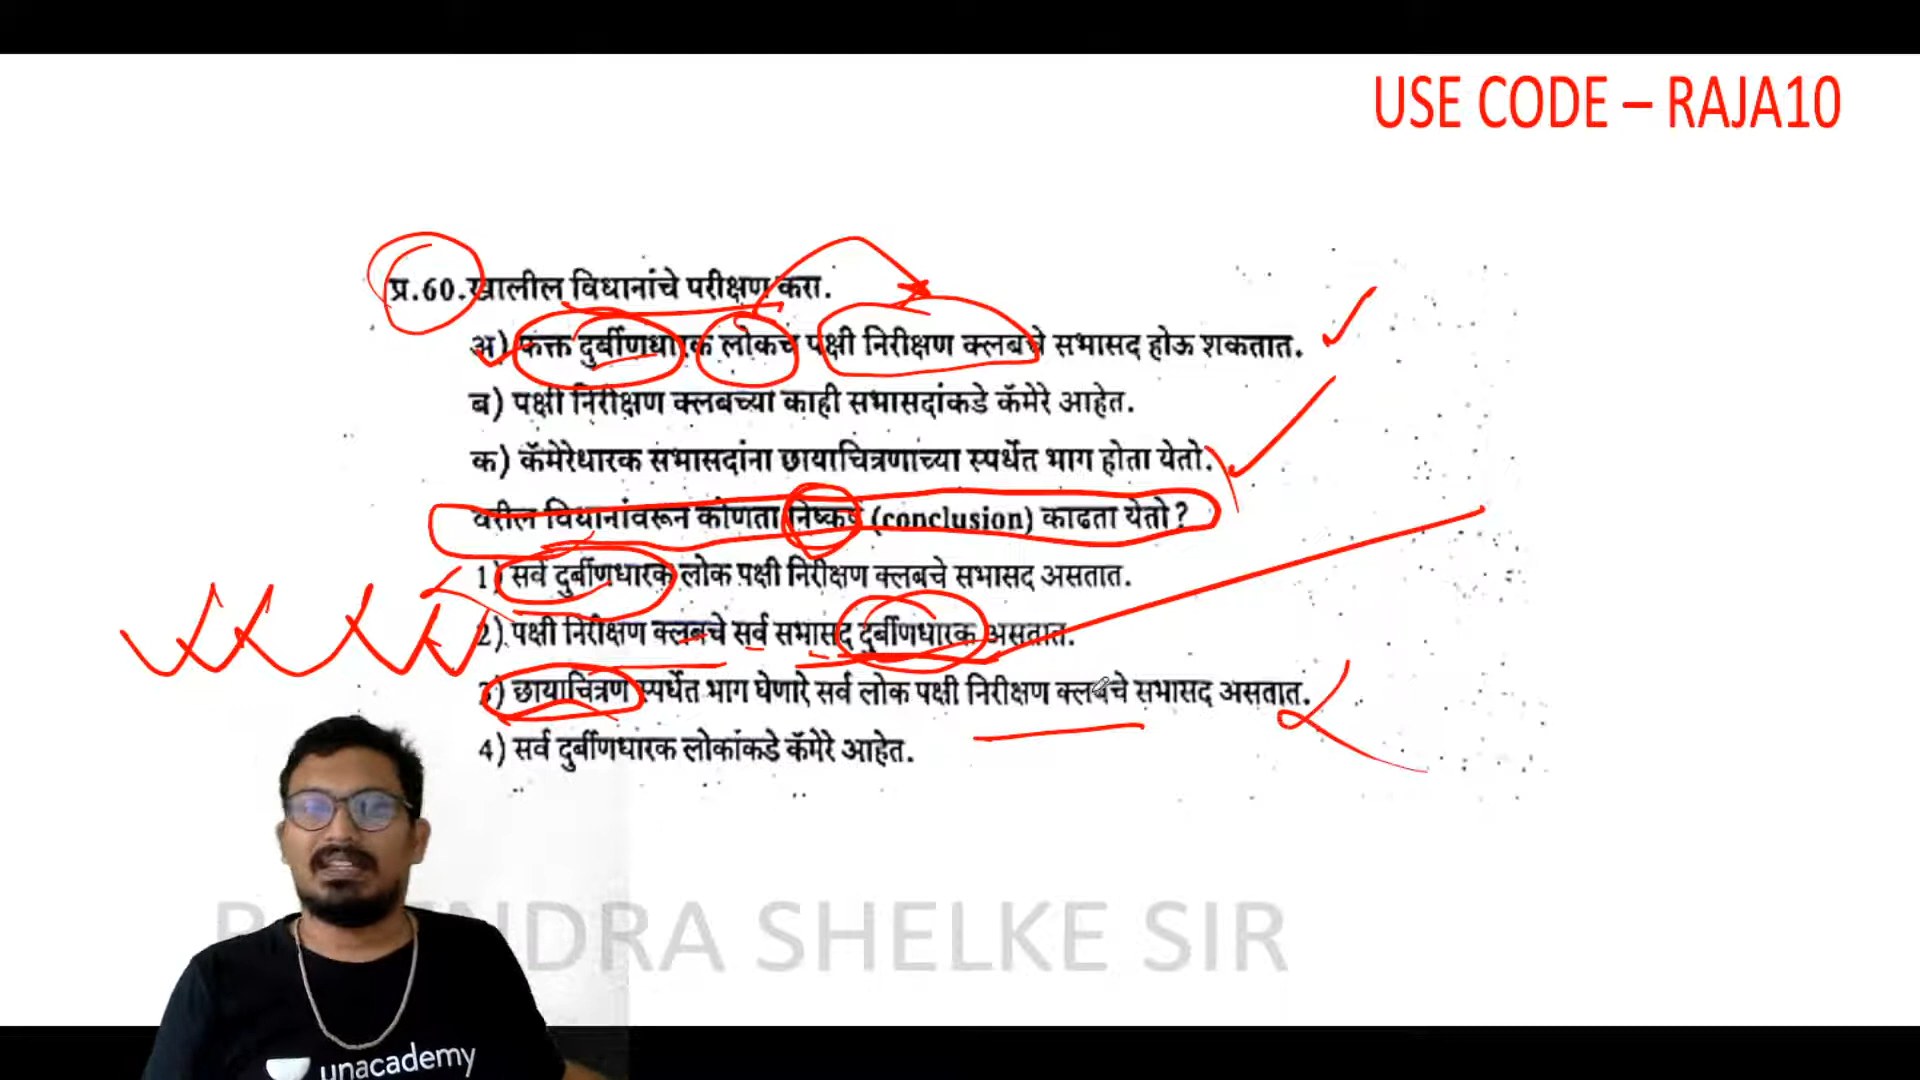 USE CODE – RAJA10
प्र.60. खालील विधानांचे परीक्षण करा.
अ) फक्त दुर्बीणधारक लोकच पक्षी निरीक्षण क्लबचे सभासद होऊ शकतात.
ब) पक्षी निरीक्षण क्लबच्या काही सभासदांकडे कॅमेरे आहेत.
क) कॅमेरेधारक सभासदांना छायाचित्रणाच्या स्पर्धेत भाग होता येतो.
वरील विधानांवरून कोणता निष्कर्ष (conclusion) काढता येतो?
1) सर्व दुर्बीणधारक लोक पक्षी निरीक्षण क्लबचे सभासद असतात.
2) पक्षी निरीक्षण क्लबचे सर्व सभासद दुर्बीणधारक असतात.
3) छायाचित्रण स्पर्धेत भाग घेणारे सर्व लोक पक्षी निरीक्षण क्लबचे सभासद असतात.
4) सर्व दुर्बीणधारक लोकांकडे कॅमेरे आहेत.
NDRA SHELKE SIR
unacademy